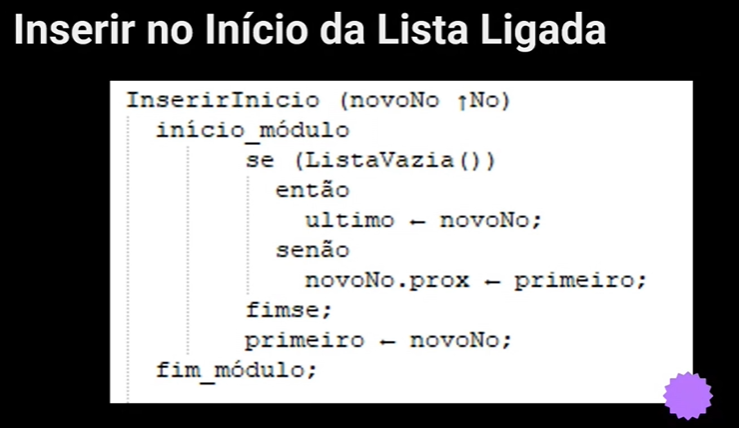 Inserir no Início da Lista Ligada
InserirInicio (novoNo ↑No)
início_módulo
se (ListaVazia())
então
ultimo ← novoNo;
senão
novoNo.prox ← primeiro;
fimse;
primeiro ← novoNo;
fim_módulo;